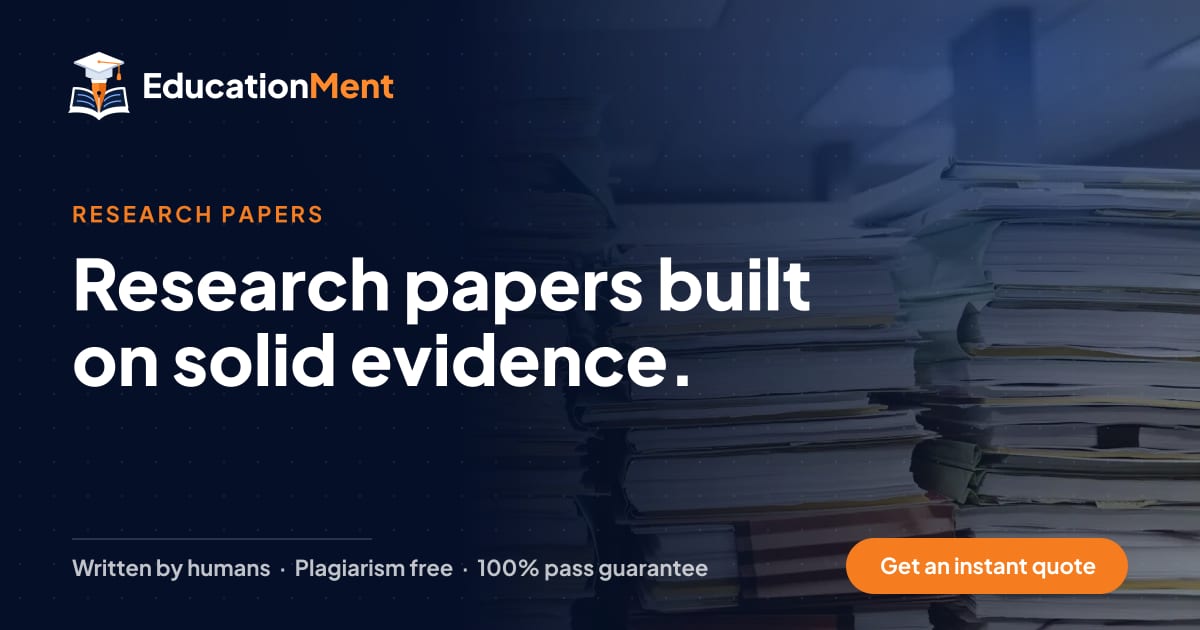 EducationMent
RESEARCH PAPERS
Research papers built
on solid evidence.
Written by humans · Plagiarism free · 100% pass guarantee
Get an instant quote